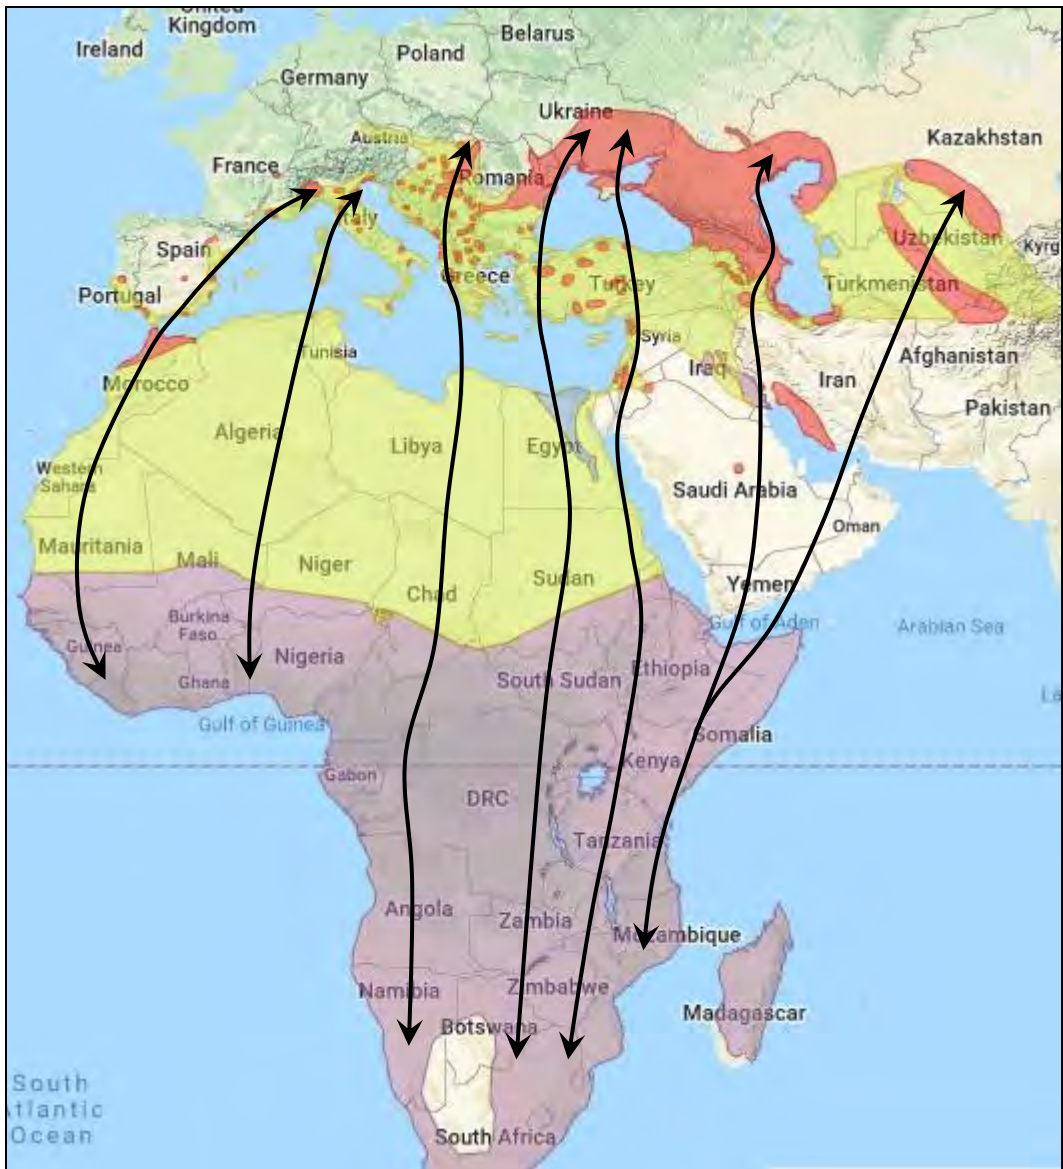 United
Kingdom
Ireland
Belarus
Poland
Germany
Ukraine
Kazakhstan
Austria
France
Romania
Italy
Uzbekistan
Kyrg
Spain
Greece
Turkey
Turkmenistan
Portugal
Syria
Afghanistan
Tunisia
Iraq
Iran
Morocco
Pakistan
Algeria
Libya
Egypt
Western
Sahara
Saudi Arabia
Oman
Mauritania
Mali
Niger
Chad
Sudan
Yemen
Gulf of Aden
Arabian Sea
Burkina
Faso
Guinea
Nigeria
Ethiopia
Ghana
South Sudan
La
Gulf of Guinea
Somalia
Kenya
Gabon
DRC
Tanzania
Angola
Zambia
Mozambique
Namibia
Zimbabwe
Madagascar
Botswana
South
Atlantic
Ocean
South Africa